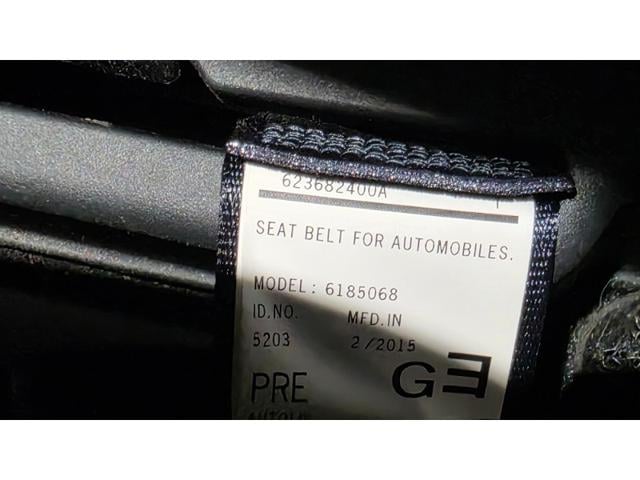 623682400A
SEAT BELT FOR AUTOMOBILES.
MODEL: 6185068
ID.NO. MFD.IN
5203 2/2015
PRE